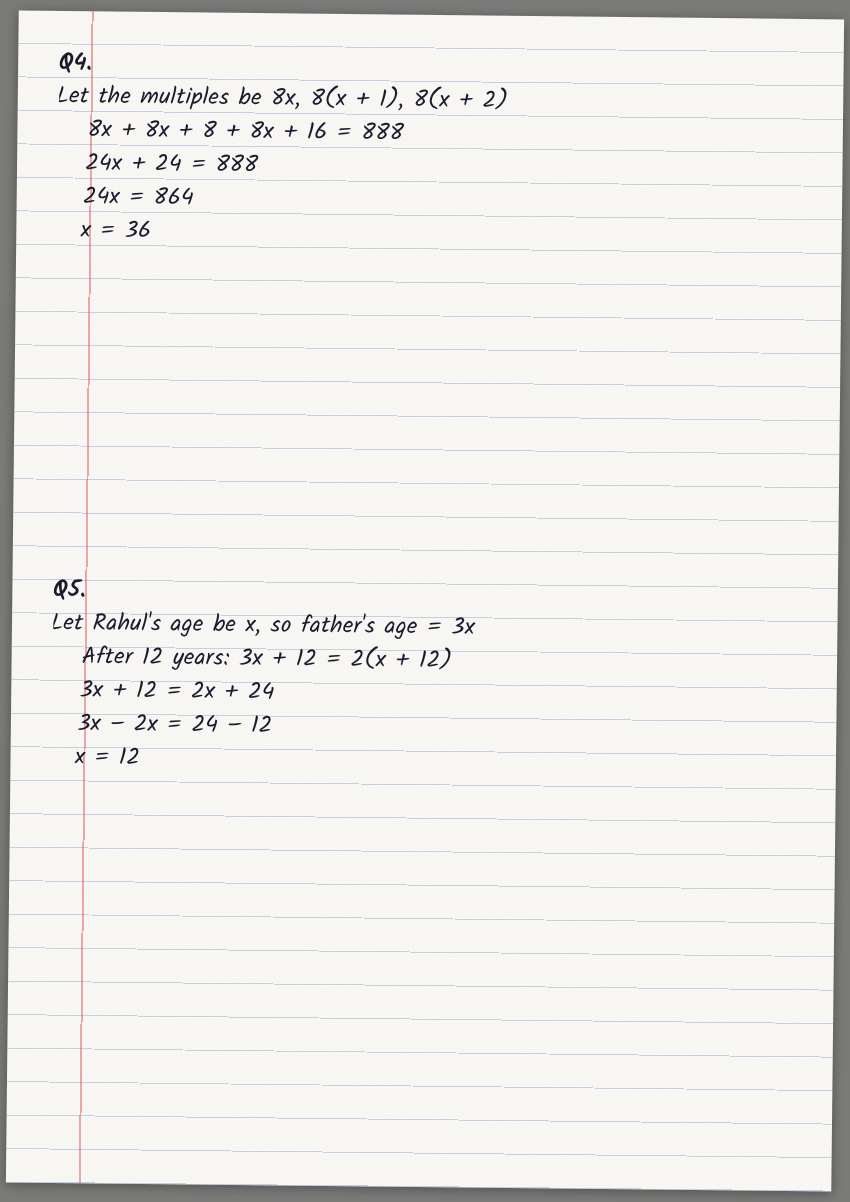 Q4.
Let the multiples be 8x, 8(x + 1), 8(x + 2)
8x + 8x + 8 + 8x + 16 = 888
24x + 24 = 888
24x = 864
x = 36
Q5.
Let Rahul's age be x, so father's age = 3x
After 12 years: 3x + 12 = 2(x + 12)
3x + 12 = 2x + 24
3x − 2x = 24 − 12
x = 12